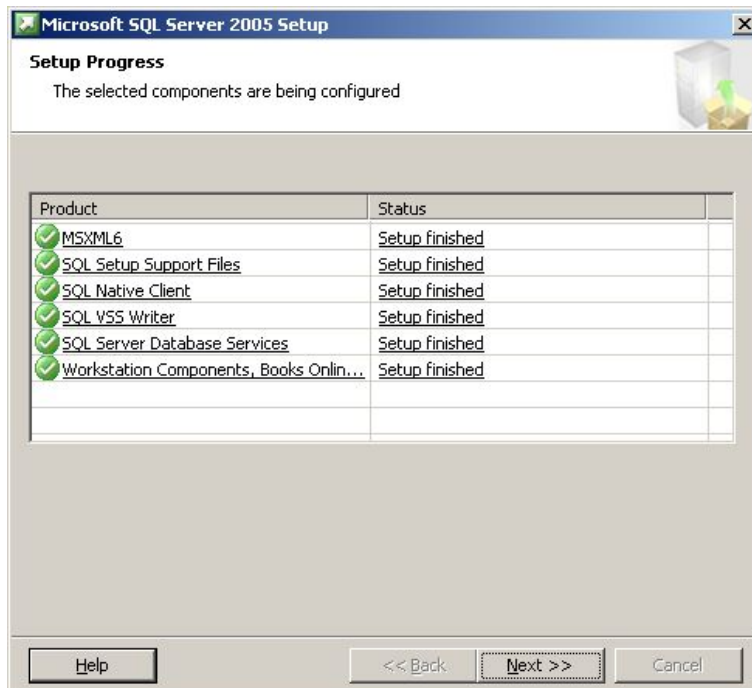 Microsoft SQL Server 2005 Setup
Setup Progress
The selected components are being configured
Product Status
MSXML6 Setup finished
SQL Setup Support Files Setup finished
SQL Native Client Setup finished
SQL VSS Writer Setup finished
SQL Server Database Services Setup finished
Workstation Components, Books Onlin... Setup finished
Help << Back Next >> Cancel